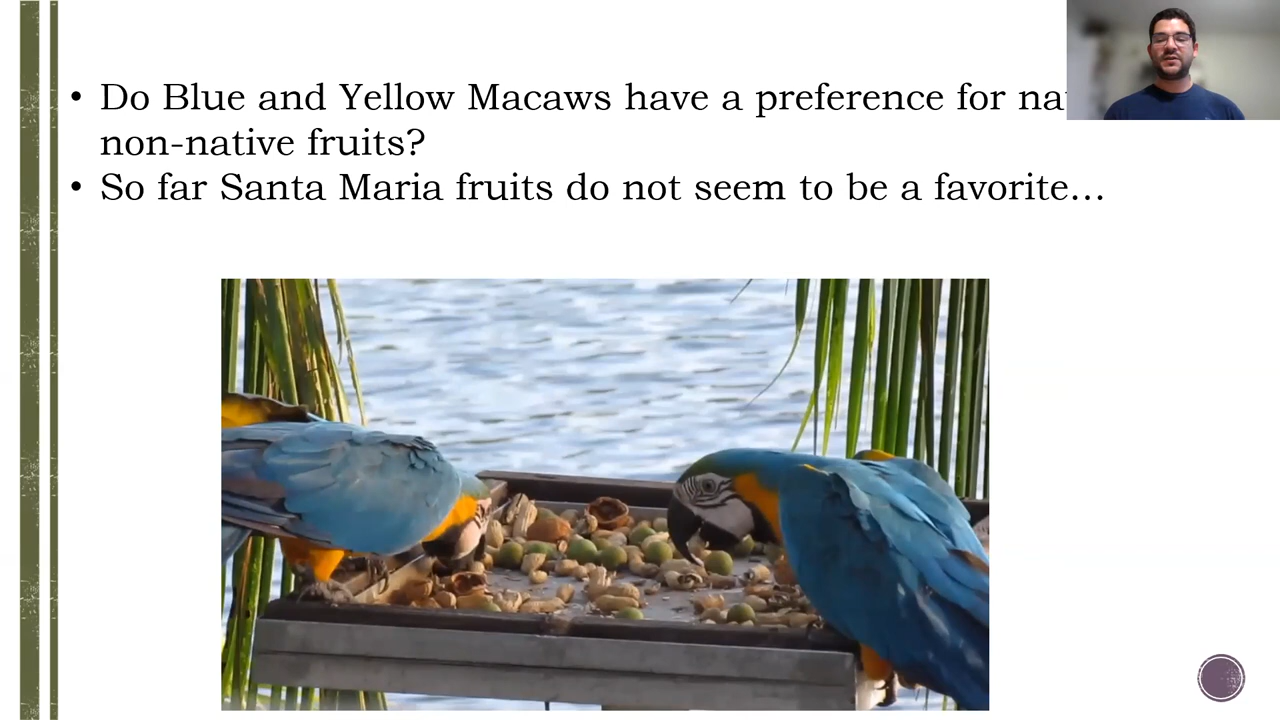 • Do Blue and Yellow Macaws have a preference for
non-native fruits?
• So far Santa Maria fruits do not seem to be a favorite...